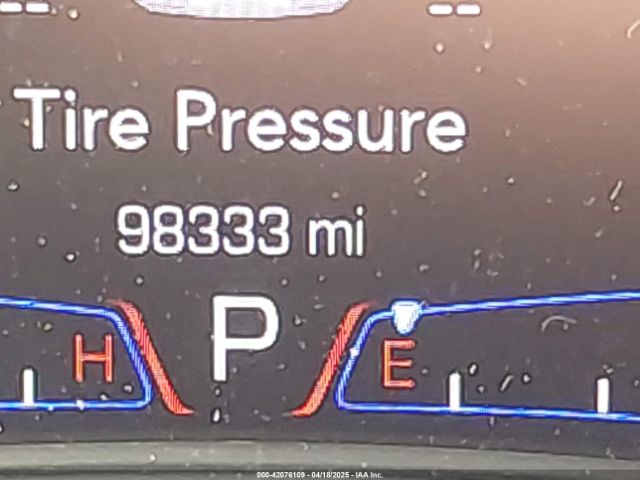 -- --
Tire Pressure
98333 mi
H P E
000-42076109 - 04/18/2025 - IAA Inc.